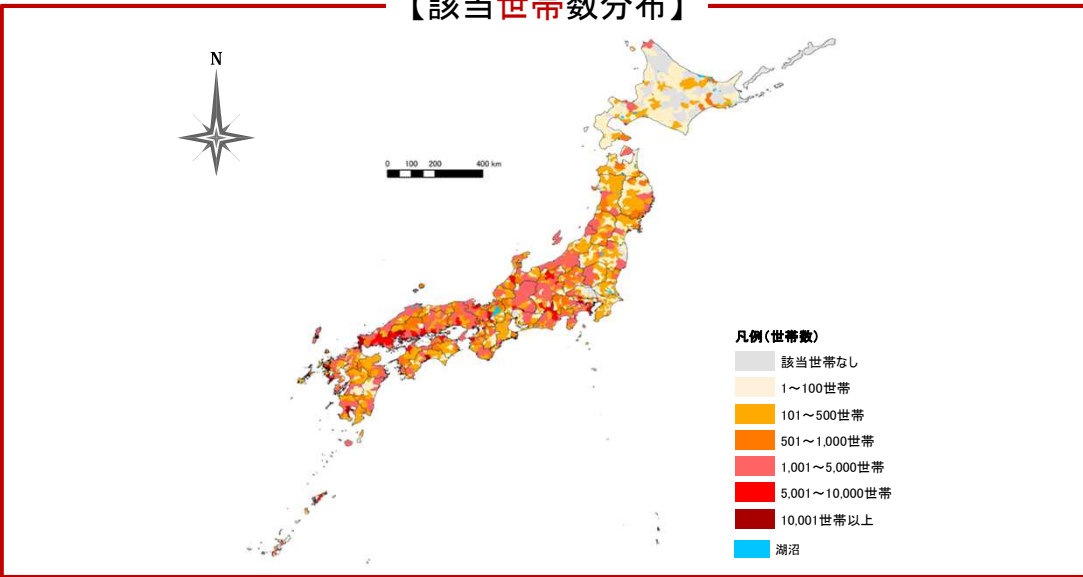 【該当世帯数分布】
N
0 100 200 400 km
凡例(世帯数)
該当世帯なし
1～100世帯
101～500世帯
501～1,000世帯
1,001～5,000世帯
5,001～10,000世帯
10,001世帯以上
湖沼